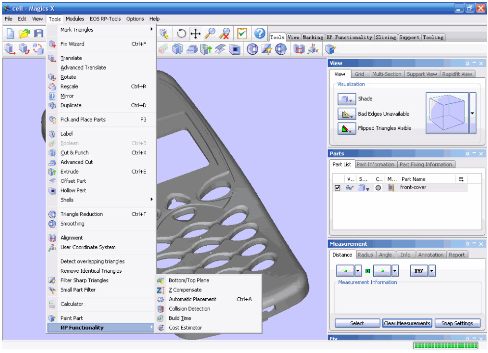 cell - Magics X
File Edit View Tools EOS RP-Tools Options Help
Tools View Marking RP Functionality Slicing Support Tooling
Mark Triangles
Fix Wizard Ctrl+F
Translate
Advanced Translate
Rotate
Rescale Ctrl+R
Mirror
Duplicate Ctrl+D
Pick and Place Parts F3
Label
Boolean
Cut & Punch Ctrl+X
Advanced Cut
Extrude Ctrl+E
Offset Part
Hollow Part
Shells
Triangle Reduction Ctrl+T
Smoothing
Alignment
User Coordinate System
Detect overlapping triangles
Remove Identical Triangles
Filter Sharp Triangles
Small Part Filter
Calculator
Paint Part
RP Functionality
Bottom/Top Plane
Z Compensate
Automatic Placement Ctrl+A
Collision Detection
Build Time
Cost Estimator
View
View Grid Multi-Section Support View Rapidfit View
Visualization
Shade
Bad Edges Unavailable
Flipped Triangles Visible
Parts
Part List Part Information Part Fixing Information
V... S... C... M... Part Name
front-cover
Measurement
Distance Radius Angle Info Annotation Report
XYZ
Measurement Information
Select Clear Measurements Snap Settings
Fix